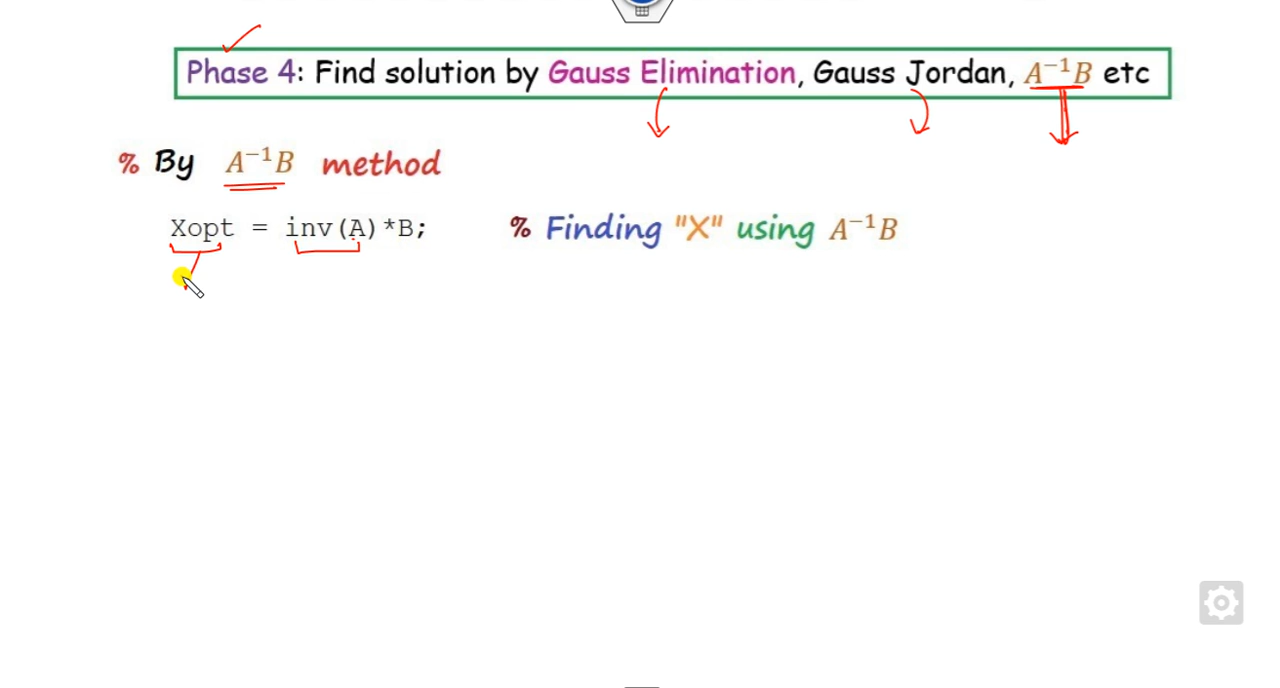 Phase 4: Find solution by Gauss Elimination, Gauss Jordan, A⁻¹B etc
% By A⁻¹B method
Xopt = inv(A)*B; % Finding "X" using A⁻¹B